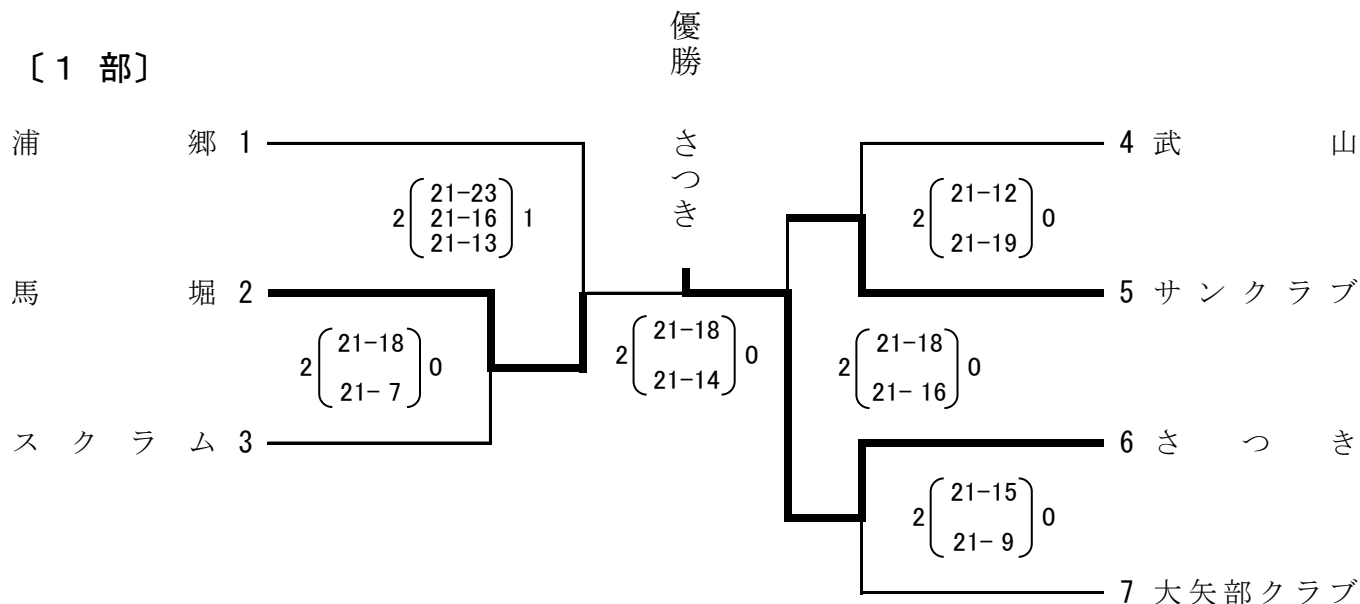 優勝 さつき
〔１ 部〕
浦郷 1
2 21-23 1
21-16
21-13
馬堀 2
2 21-18 0
21- 7
スクラム 3
2 21-18 0
21-14
4 武山
2 21-12 0
21-19
5 サンクラブ
2 21-18 0
21- 16
6 さつき
2 21-15 0
21- 9
7 大矢部クラブ